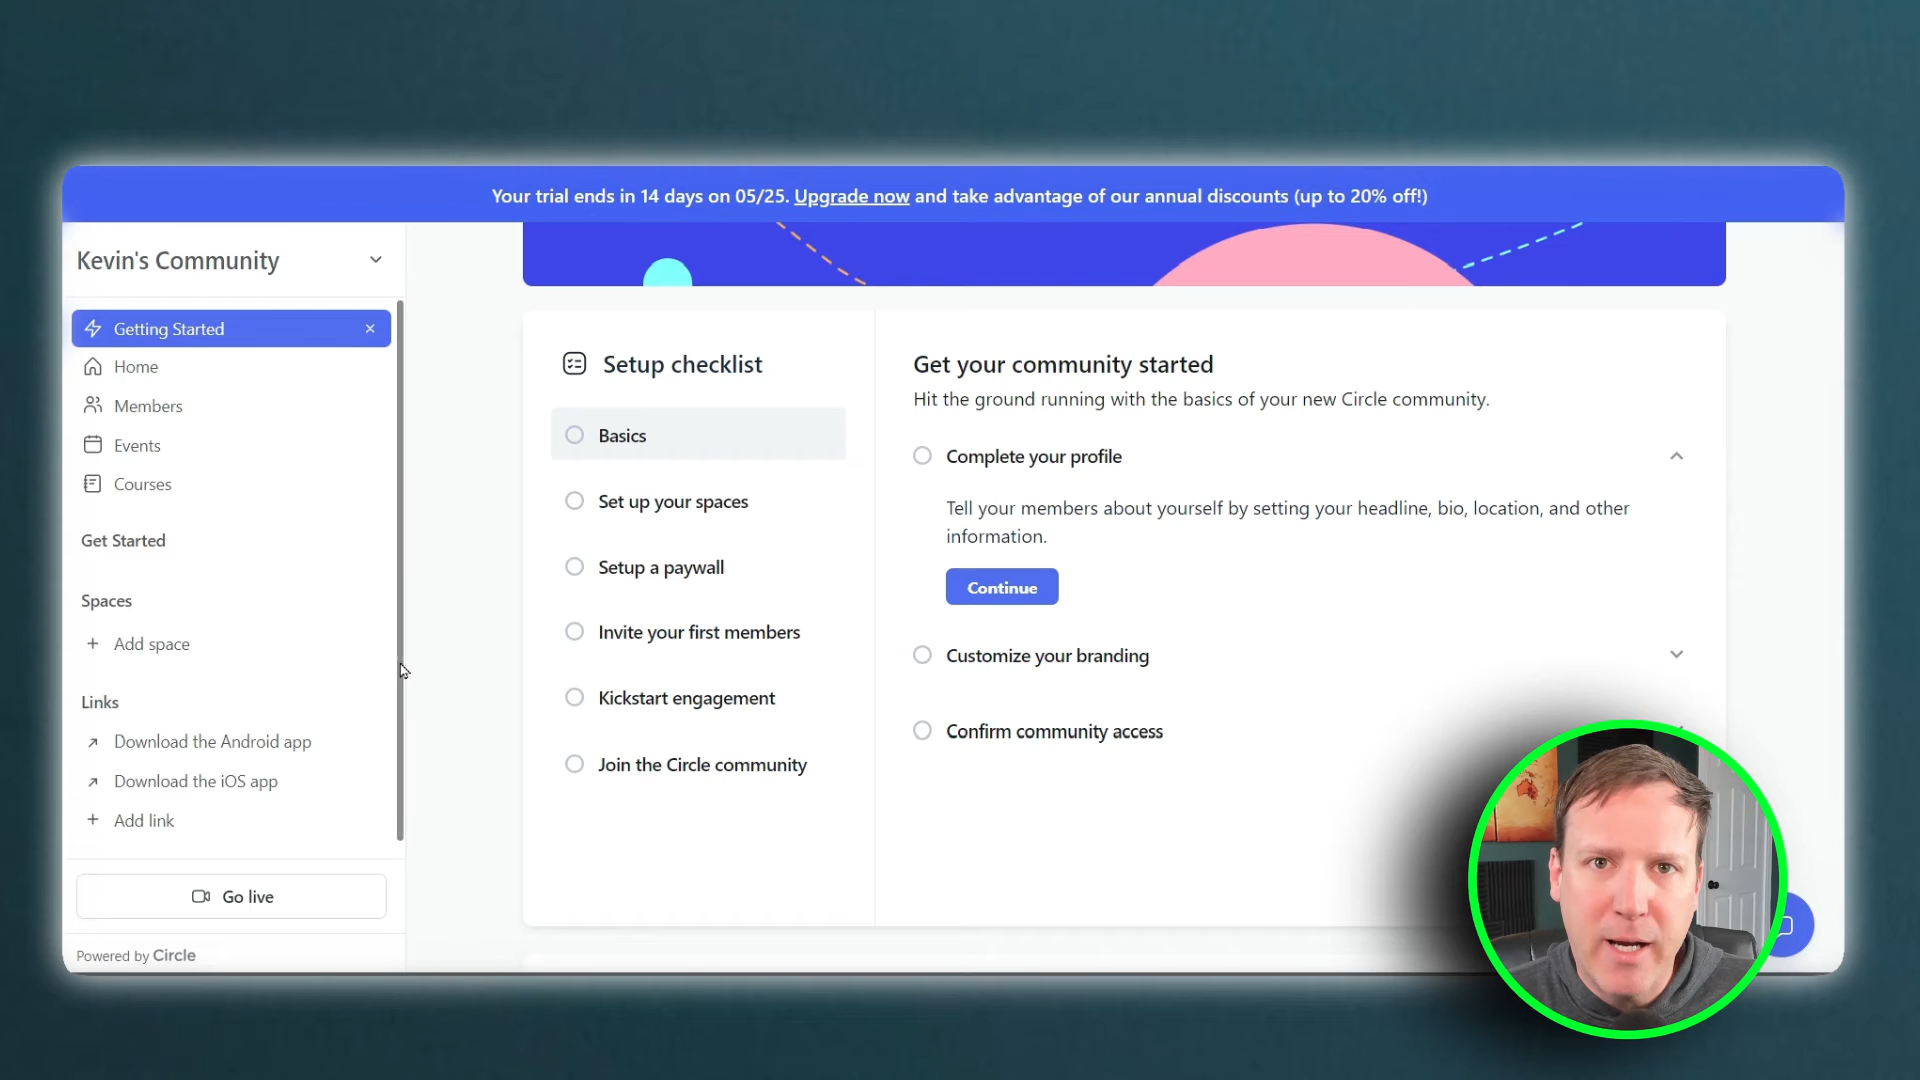 Your trial ends in 14 days on 05/25. Upgrade now and take advantage of our annual discounts (up to 20% off!)
Kevin's Community
Getting Started
Home
Members
Events
Courses
Get Started
Spaces
Add space
Links
Download the Android app
Download the iOS app
Add link
Go live
Powered by Circle
Setup checklist
Basics
Set up your spaces
Setup a paywall
Invite your first members
Kickstart engagement
Join the Circle community
Get your community started
Hit the ground running with the basics of your new Circle community.
Complete your profile
Tell your members about yourself by setting your headline, bio, location, and other
information.
Continue
Customize your branding
Confirm community access